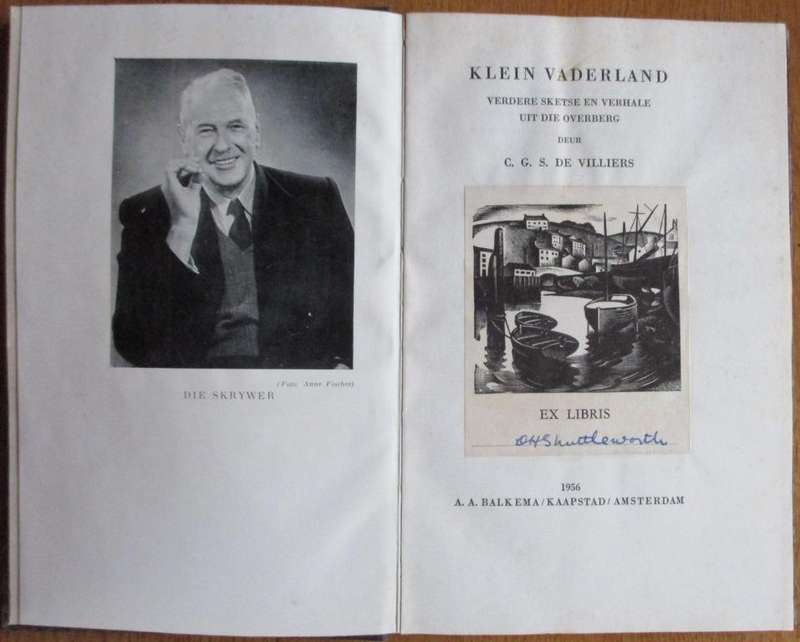 (Foto: Anne Fischer)
DIE SKRYWER
KLEIN VADERLAND
VERDERE SKETSE EN VERHALE
UIT DIE OVERBERG
DEUR
C. G. S. DE VILLIERS
EX LIBRIS
DHShuttleworth
1956
A. A. BALKEMA/KAAPSTAD/AMSTERDAM